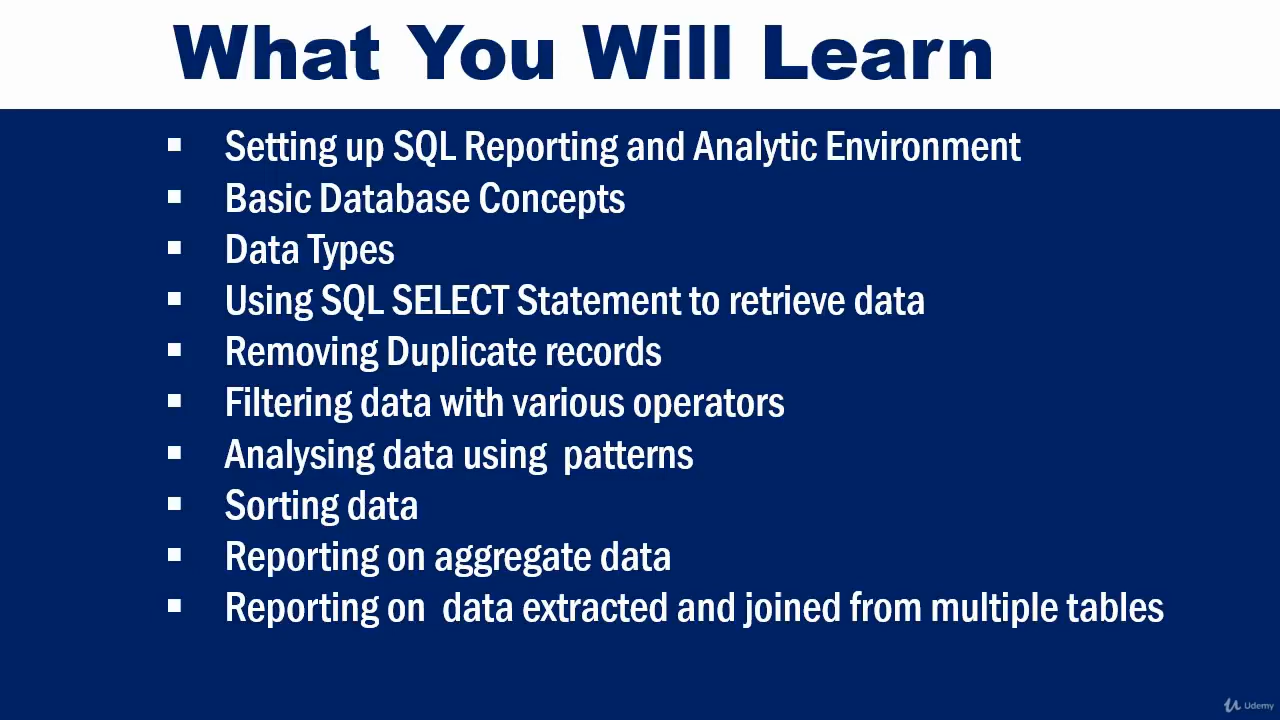 What You Will Learn
▪ Setting up SQL Reporting and Analytic Environment
▪ Basic Database Concepts
▪ Data Types
▪ Using SQL SELECT Statement to retrieve data
▪ Removing Duplicate records
▪ Filtering data with various operators
▪ Analysing data using  patterns
▪ Sorting data
▪ Reporting on aggregate data
▪ Reporting on  data extracted and joined from multiple tables
Udemy